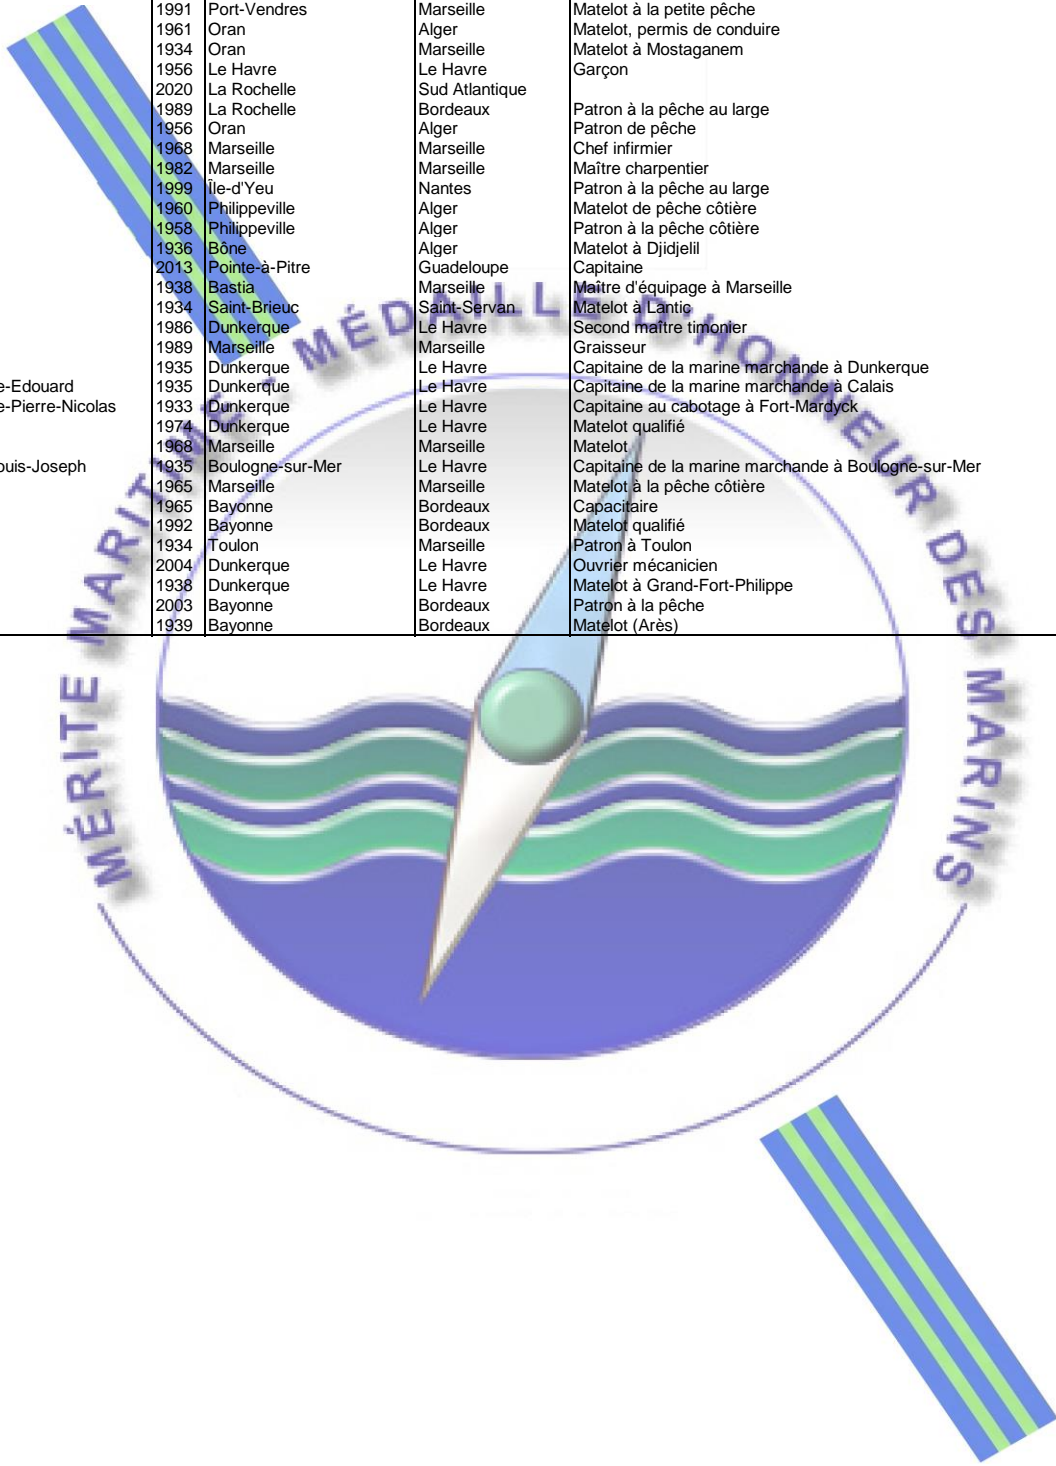 1991 Port-Vendres Marseille Matelot à la petite pêche
1961 Oran Alger Matelot, permis de conduire
1934 Oran Marseille Matelot à Mostaganem
1956 Le Havre Le Havre Garçon
2020 La Rochelle Sud Atlantique
1989 La Rochelle Bordeaux Patron à la pêche au large
1956 Oran Alger Patron de pêche
1968 Marseille Marseille Chef infirmier
1982 Marseille Marseille Maître charpentier
1999 Île-d'Yeu Nantes Patron à la pêche au large
1960 Philippeville Alger Matelot de pêche côtière
1958 Philippeville Alger Patron à la pêche côtière
1936 Bône Alger Matelot à Djidjelil
2013 Pointe-à-Pitre Guadeloupe Capitaine
1938 Bastia Marseille Maître d'équipage à Marseille
1934 Saint-Brieuc Saint-Servan Matelot à Lantic
1986 Dunkerque Le Havre Second maître timonier
1989 Marseille Marseille Graisseur
1935 Dunkerque Le Havre Capitaine de la marine marchande à Dunkerque
e-Edouard 1935 Dunkerque Le Havre Capitaine de la marine marchande à Calais
e-Pierre-Nicolas 1933 Dunkerque Le Havre Capitaine au cabotage à Fort-Mardyck
1974 Dunkerque Le Havre Matelot qualifié
1968 Marseille Marseille Matelot
ouis-Joseph 1935 Boulogne-sur-Mer Le Havre Capitaine de la marine marchande à Boulogne-sur-Mer
1965 Marseille Marseille Matelot à la pêche côtière
1965 Bayonne Bordeaux Capacitaire
1992 Bayonne Bordeaux Matelot qualifié
1934 Toulon Marseille Patron à Toulon
2004 Dunkerque Le Havre Ouvrier mécanicien
1938 Dunkerque Le Havre Matelot à Grand-Fort-Philippe
2003 Bayonne Bordeaux Patron à la pêche
1939 Bayonne Bordeaux Matelot (Arès)
MÉRITE MARITIME - MÉDAILLE D'HONNEUR DES MARINS